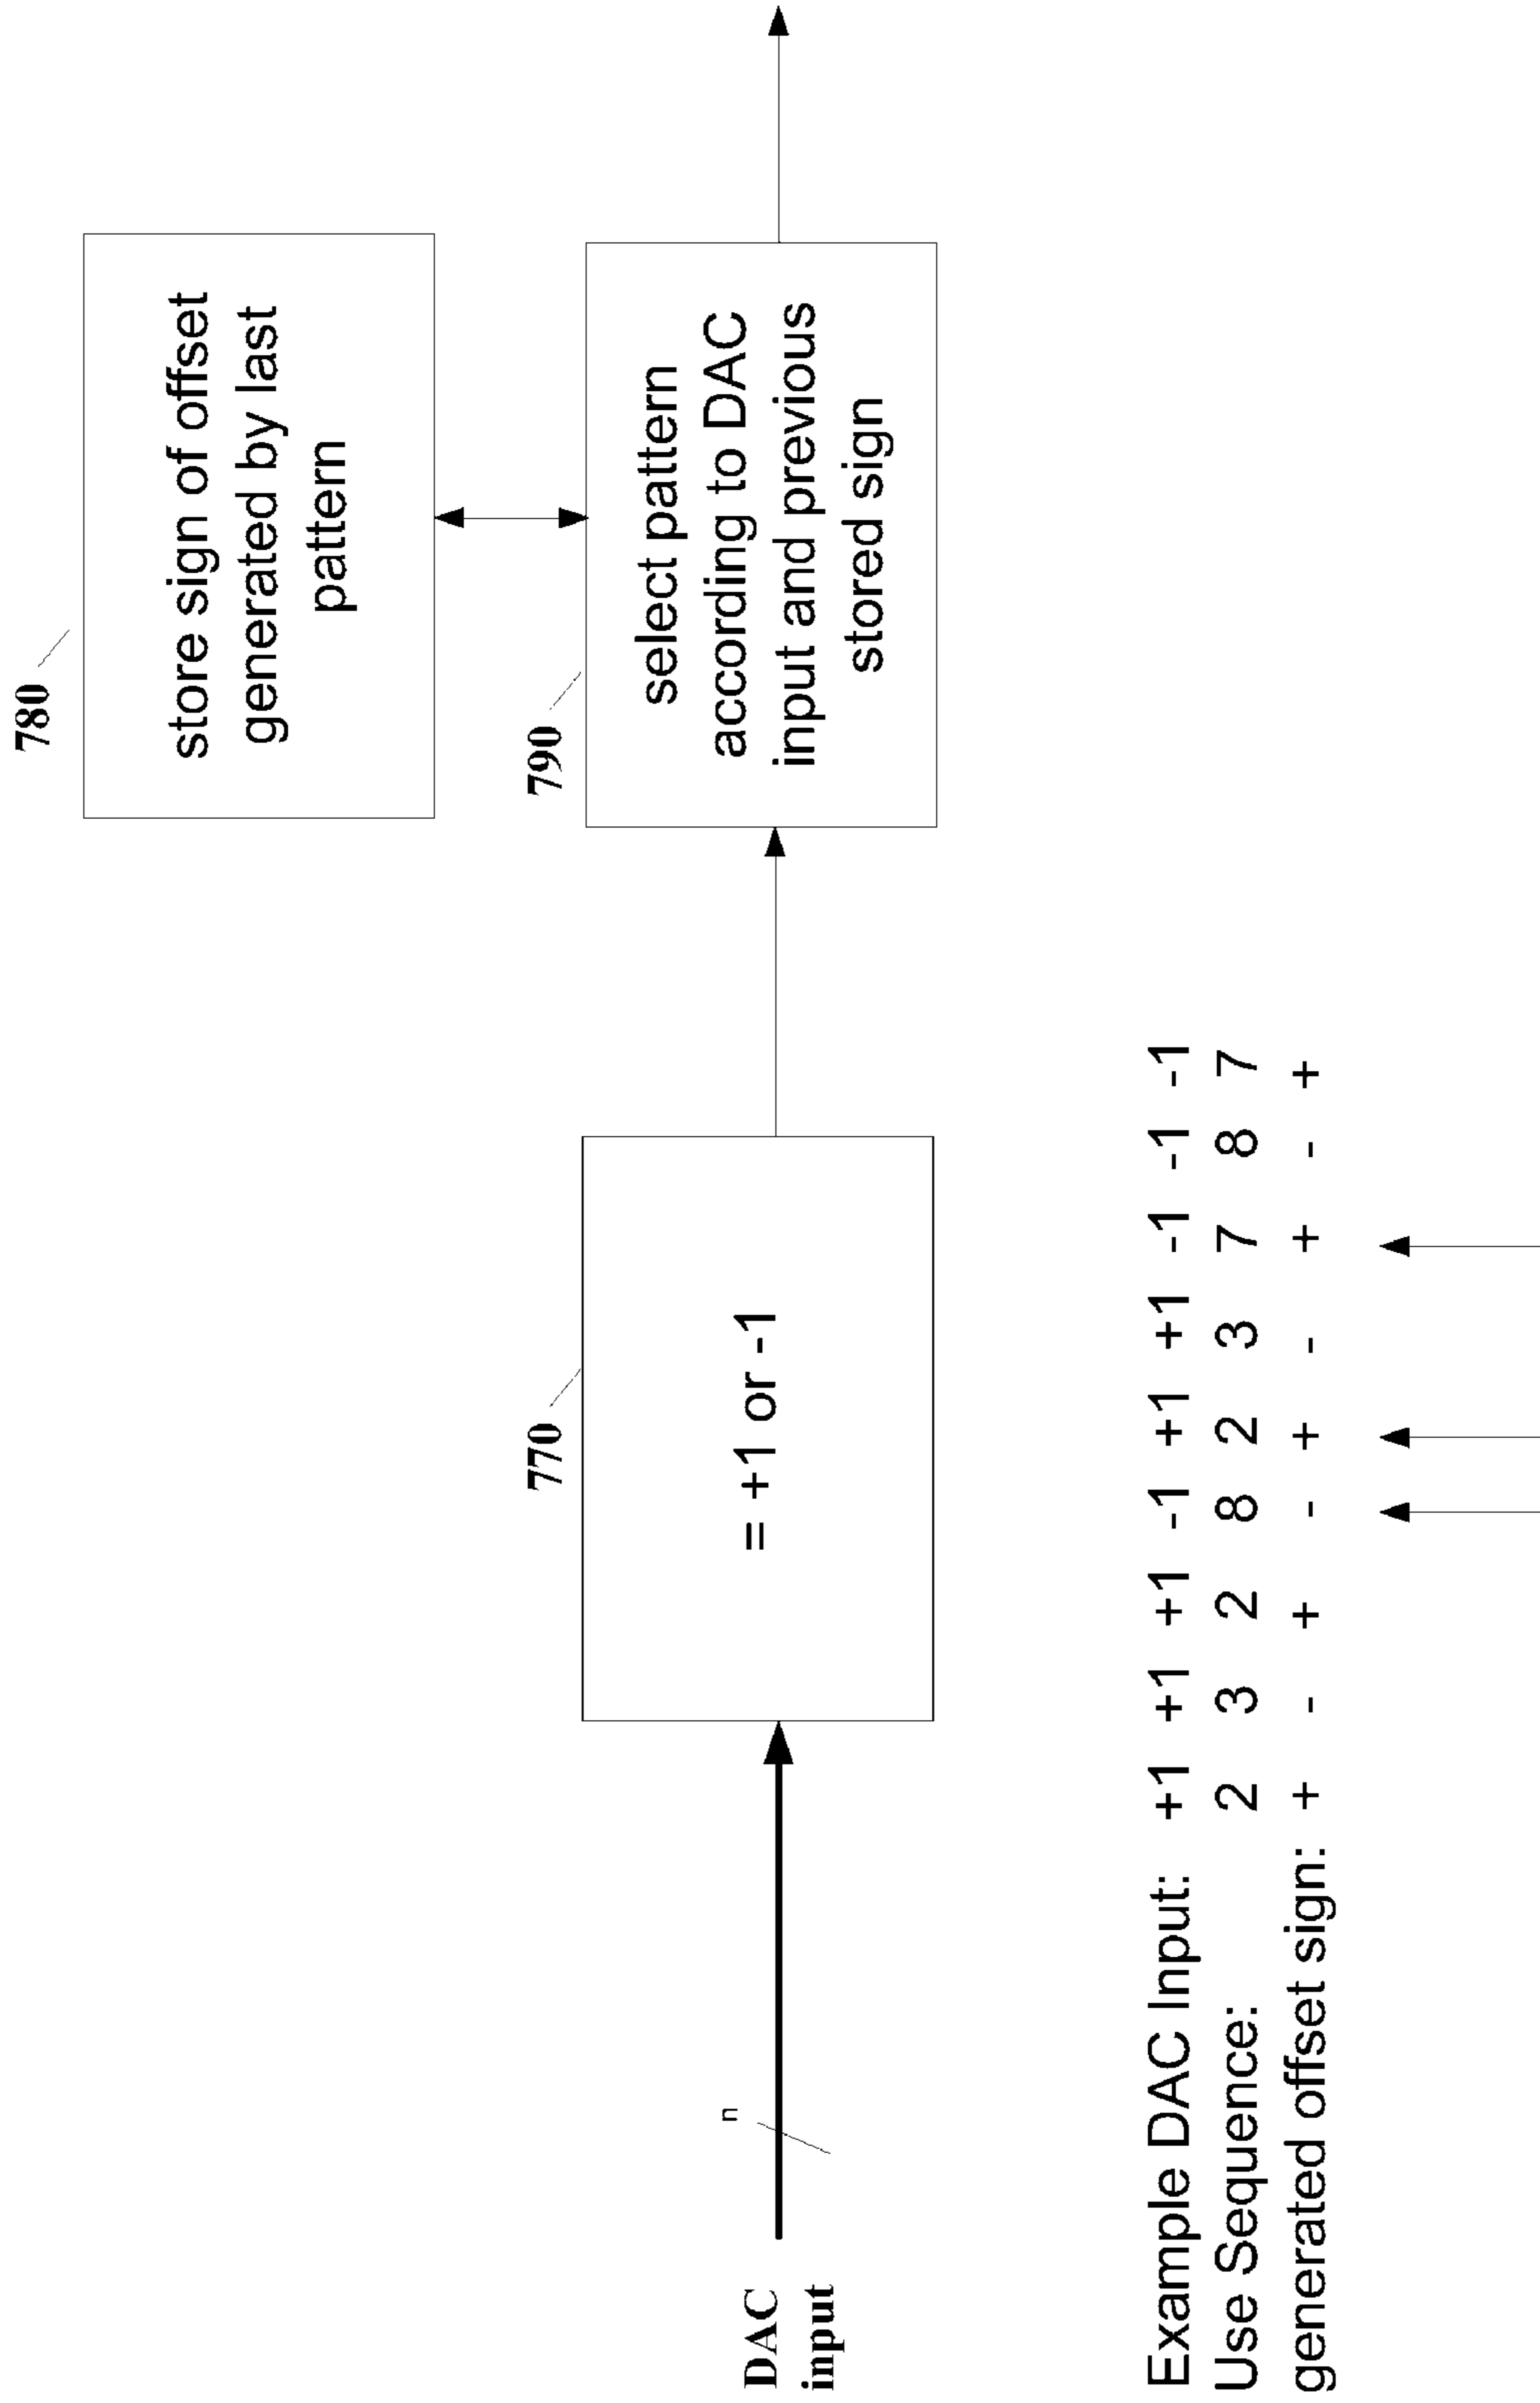 780
store sign of offset
generated by last
pattern
DAC
input
n
770
= +1 or -1
790
select pattern
according to DAC
input and previous
stored sign
Example DAC Input: +1 +1 +1 -1 +1 +1 -1 -1 -1
Use Sequence: 2 3 2 8 2 3 7 8 7
generated offset sign: + - + - + - + - +